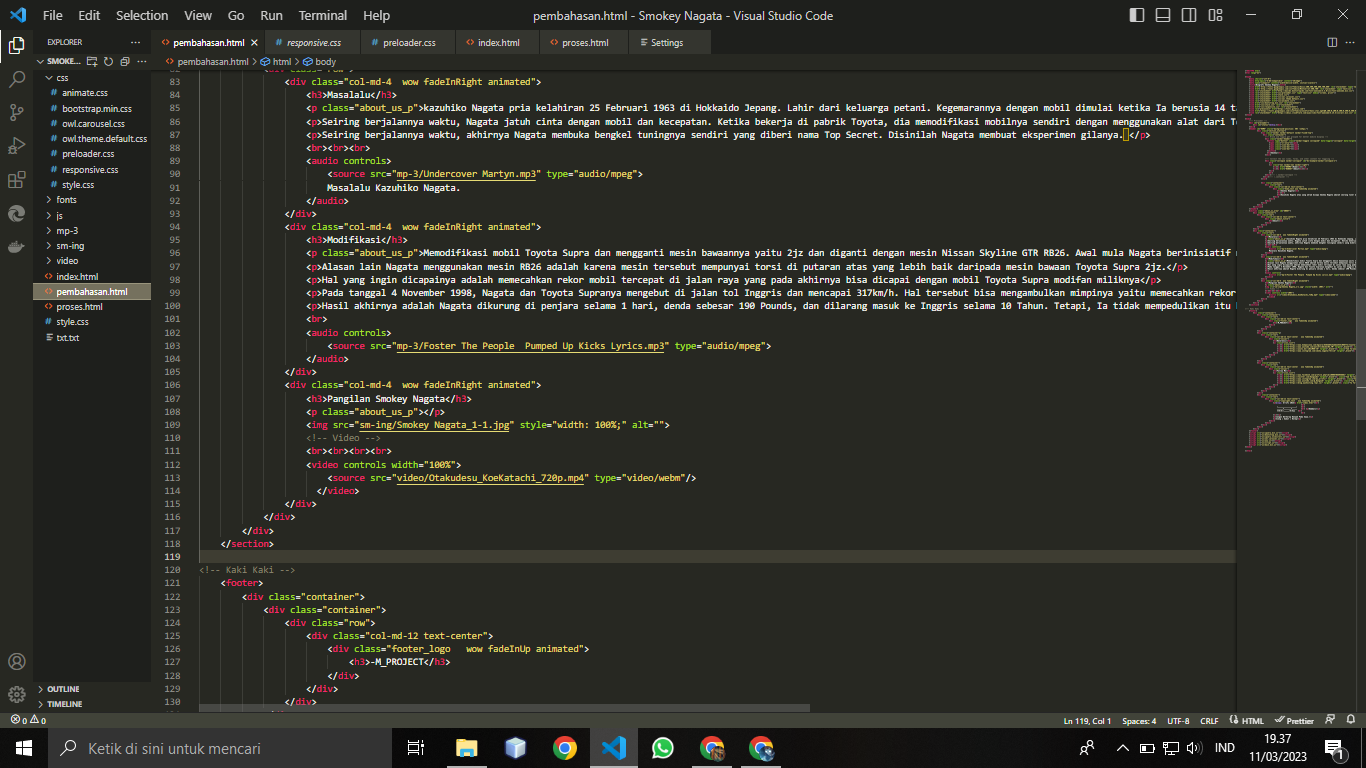 File Edit Selection View Go Run Terminal Help pembahasan.html - Smokey Nagata - Visual Studio Code
EXPLORER ··· pembahasan.html responsive.css preloader.css index.html proses.html Settings
SMOKE... pembahasan.html > html > body
css
animate.css
bootstrap.min.css
owl.carousel.css
owl.theme.default.css
preloader.css
responsive.css
style.css
fonts
js
mp-3
sm-ing
video
index.html
pembahasan.html
proses.html
style.css
txt.txt
OUTLINE
TIMELINE
83 <div class="col-md-4  wow fadeInRight animated">
84 <h3>Masalalu</h3>
85 <p class="about_us_p">kazuhiko Nagata pria kelahiran 25 Februari 1963 di Hokkaido Jepang. Lahir dari keluarga petani. Kegemarannya dengan mobil dimulai ketika Ia berusia 14
86 <p>Seiring berjalannya waktu, Nagata jatuh cinta dengan mobil dan kecepatan. Ketika bekerja di pabrik Toyota, dia memodifikasi mobilnya sendiri dengan menggunakan alat dari
87 <p>Seiring berjalannya waktu, akhirnya Nagata membuka bengkel tuningnya sendiri yang diberi nama Top Secret. Disinilah Nagata membuat eksperimen gilanya. </p>
88 <br><br><br>
89 <audio controls>
90 <source src="mp-3/Undercover Martyn.mp3" type="audio/mpeg">
91 Masalalu Kazuhiko Nagata.
92 </audio>
93 </div>
94 <div class="col-md-4  wow fadeInRight animated">
95 <h3>Modifikasi</h3>
96 <p class="about_us_p">Memodifikasi mobil Toyota Supra dan mengganti mesin bawaannya yaitu 2jz dan diganti dengan mesin Nissan Skyline GTR RB26. Awal mula Nagata berinisiatif
97 <p>Alasan lain Nagata menggunakan mesin RB26 adalah karena mesin tersebut mempunyai torsi di putaran atas yang lebih baik daripada mesin bawaan Toyota Supra 2jz.</p>
98 <p>Hal yang ingin dicapainya adalah memecahkan rekor mobil tercepat di jalan raya yang pada akhirnya bisa dicapai dengan mobil Toyota Supra modifan miliknya</p>
99 <p>Pada tanggal 4 November 1998, Nagata dan Toyota Supranya mengebut di jalan tol Inggris dan mencapai 317km/h. Hal tersebut bisa mengambulkan mimpinya yaitu memecahkan rekor
100 <p>Hasil akhirnya adalah Nagata dikurung di penjara selama 1 hari, denda sebesar 190 Pounds, dan dilarang masuk ke Inggris selama 10 Tahun. Tetapi, Ia tidak mempedulikan itu
101 <br>
102 <audio controls>
103 <source src="mp-3/Foster The People  Pumped Up Kicks Lyrics.mp3" type="audio/mpeg">
104 </audio>
105 </div>
106 <div class="col-md-4  wow fadeInRight animated">
107 <h3>Pangilan Smokey Nagata</h3>
108 <p class="about_us_p"></p>
109 <img src="sm-ing/Smokey Nagata_1-1.jpg" style="width: 100%;" alt="">
110 <!-- Video -->
111 <br><br><br><br>
112 <video controls width="100%">
113 <source src="video/Otakudesu_KoeKatachi_720p.mp4" type="video/webm"/>
114 </video>
115 </div>
116 </div>
117 </div>
118 </section>
119
120 <!-- Kaki Kaki -->
121 <footer>
122 <div class="container">
123 <div class="container">
124 <div class="row">
125 <div class="col-md-12 text-center">
126 <div class="footer_logo   wow fadeInUp animated">
127 <h3>-M_PROJECT</h3>
128 </div>
129 </div>
130 </div>
0 0 Ln 119, Col 1 Spaces: 4 UTF-8 CRLF HTML Prettier
Ketik di sini untuk mencari IND 19.37
11/03/2023 1